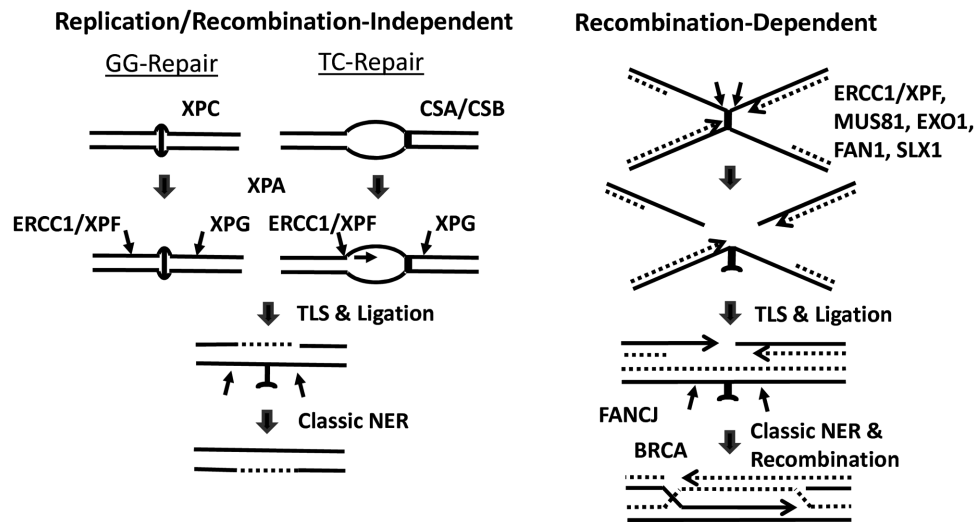 Replication/Recombination-Independent
GG-Repair
TC-Repair
XPC
CSA/CSB
XPA
ERCC1/XPF
XPG
ERCC1/XPF
XPG
TLS & Ligation
Classic NER
Recombination-Dependent
ERCC1/XPF,
MUS81, EXO1,
FAN1, SLX1
TLS & Ligation
FANCJ
Classic NER &
Recombination
BRCA